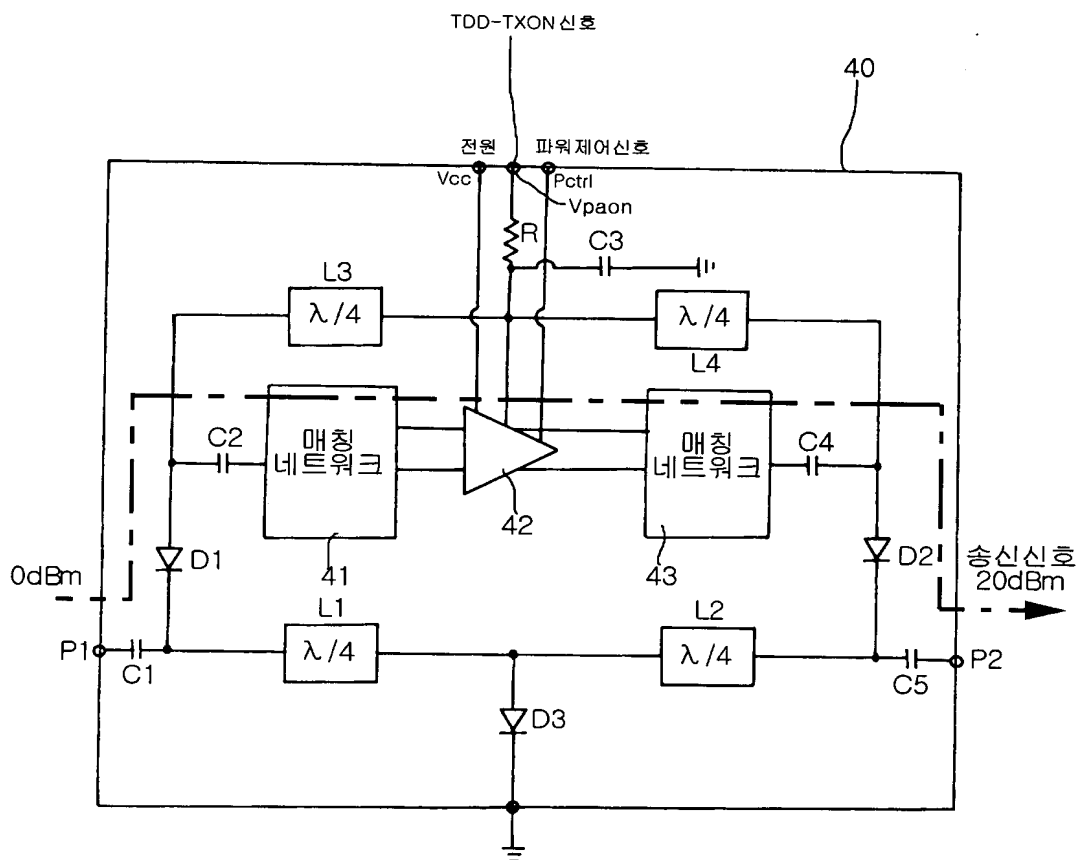 TDD-TXON 신호
40
전원
파워제어신호
Vcc
Pctrl
Vpaon
R
C3
L3
λ/4
λ/4
L4
C2
매칭
네트워크
매칭
네트워크
C4
42
D1
41
43
D2
0dBm
송신신호
20dBm
L1
λ/4
L2
λ/4
P1
C1
C5
P2
D3